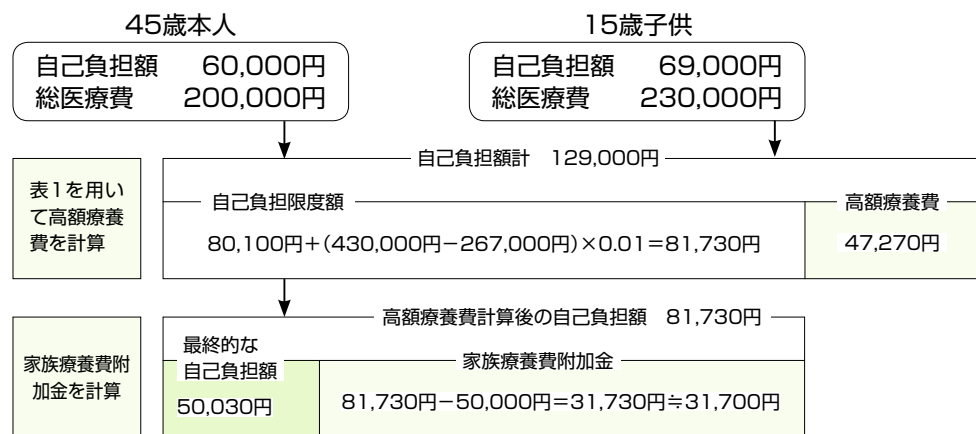 45歳本人
自己負担額 60,000円
総医療費 200,000円
15歳子供
自己負担額 69,000円
総医療費 230,000円
自己負担額計 129,000円
表1を用い
て高額療養
費を計算
自己負担限度額
80,100円+(430,000円−267,000円)×0.01=81,730円
高額療養費
47,270円
高額療養費計算後の自己負担額 81,730円
家族療養費附
加金を計算
最終的な
自己負担額
50,030円
家族療養費附加金
81,730円−50,000円=31,730円≒31,700円